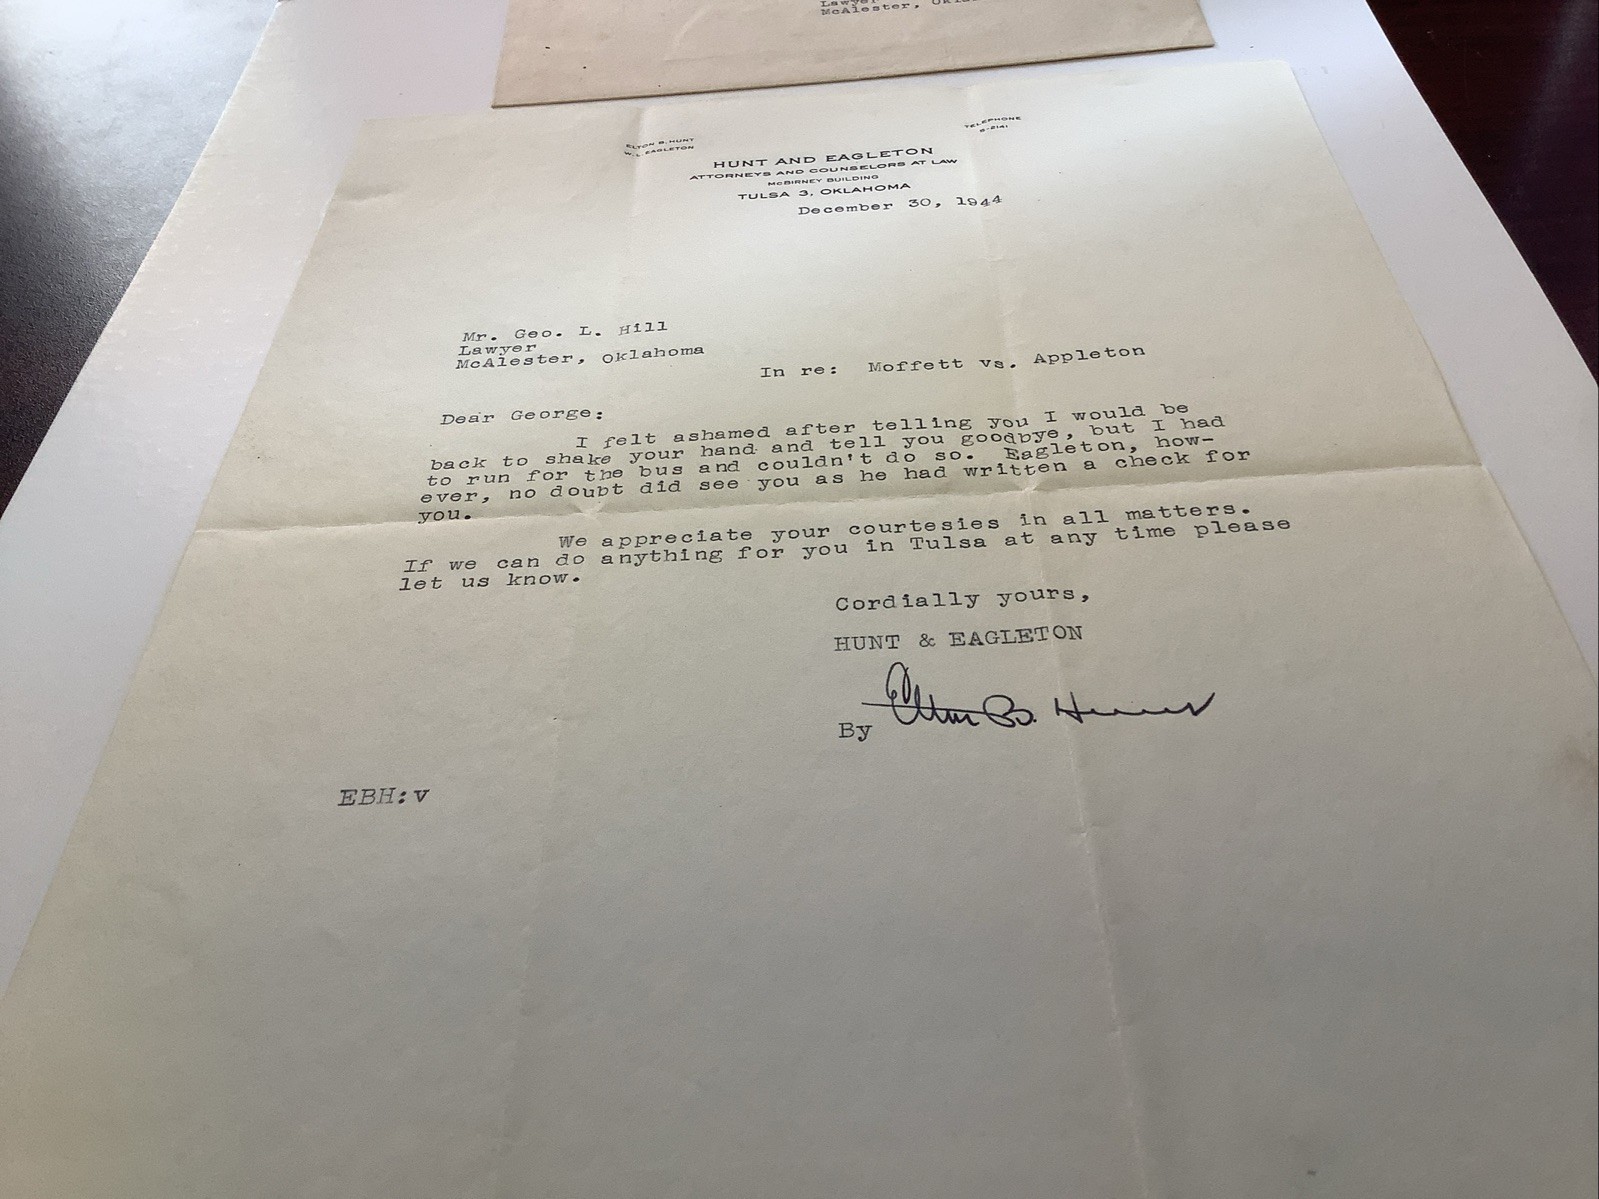 Lawyer
McAlester,
ELTON B. HUNT
W. L. EAGLETON
TELEPHONE
HUNT AND EAGLETON
ATTORNEYS AND COUNSELORS AT LAW
McBIRNEY BUILDING
TULSA 3, OKLAHOMA
December 30, 1944
Mr. Geo. L. Hill
Lawyer
McAlester, Oklahoma
In re: Moffett vs. Appleton
Dear George:
I felt ashamed after telling you I would be
back to shake your hand and tell you goodbye, but I had
to run for the bus and couldn't do so. Eagleton, how-
ever, no doubt did see you as he had written a check for
you.
We appreciate your courtesies in all matters.
If we can do anything for you in Tulsa at any time please
let us know.
Cordially yours,
HUNT & EAGLETON
By Elton B. Hunt
EBH:v